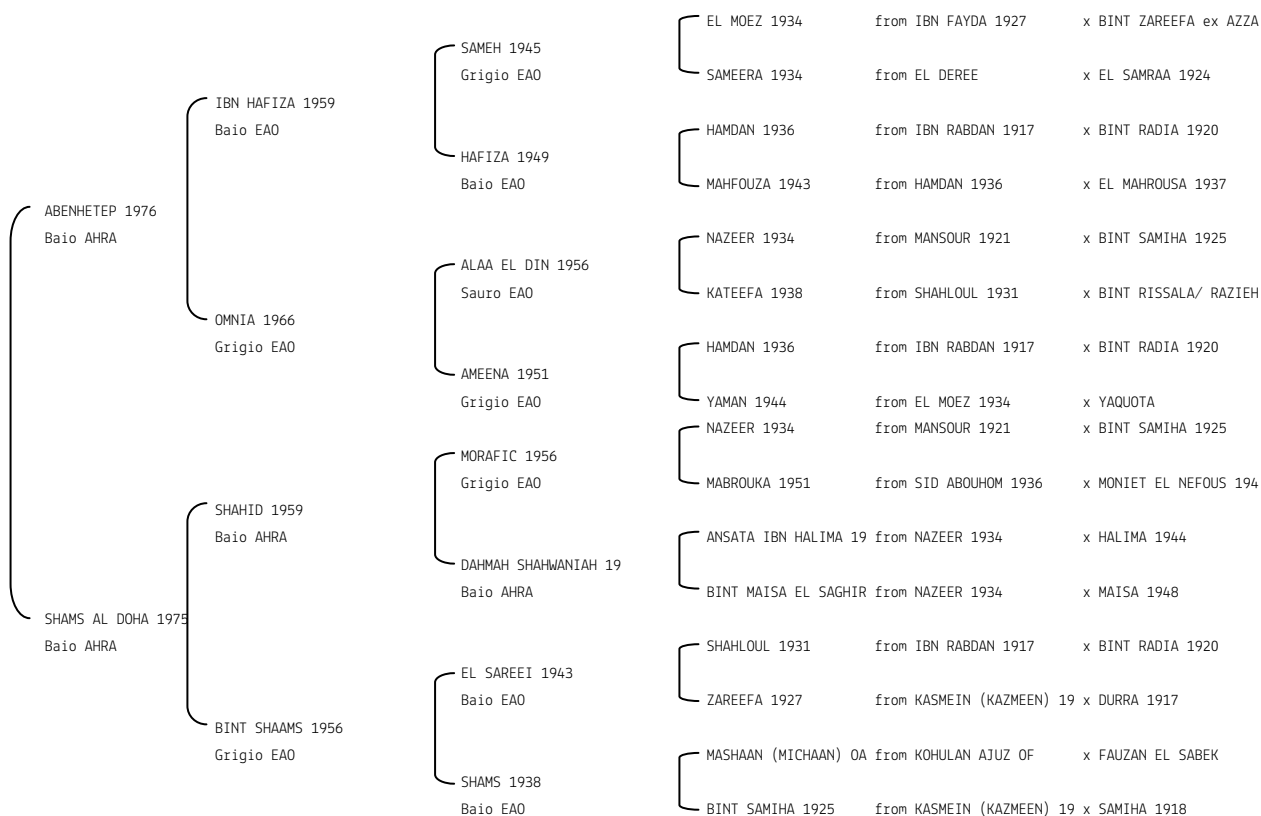 EL MOEZ 1934 from IBN FAYDA 1927 x BINT ZAREEFA ex AZZA
SAMEH 1945
Grigio EAO SAMEERA 1934 from EL DEREE x EL SAMRAA 1924
IBN HAFIZA 1959
Baio EAO HAMDAN 1936 from IBN RABDAN 1917 x BINT RADIA 1920
HAFIZA 1949
Baio EAO MAHFOUZA 1943 from HAMDAN 1936 x EL MAHROUSA 1937
ABENHETEP 1976
Baio AHRA NAZEER 1934 from MANSOUR 1921 x BINT SAMIHA 1925
ALAA EL DIN 1956
Sauro EAO KATEEFA 1938 from SHAHLOUL 1931 x BINT RISSALA/ RAZIEH
OMNIA 1966
Grigio EAO HAMDAN 1936 from IBN RABDAN 1917 x BINT RADIA 1920
AMEENA 1951
Grigio EAO YAMAN 1944 from EL MOEZ 1934 x YAQUOTA
NAZEER 1934 from MANSOUR 1921 x BINT SAMIHA 1925
MORAFIC 1956
Grigio EAO MABROUKA 1951 from SID ABOUHOM 1936 x MONIET EL NEFOUS 194
SHAHID 1959
Baio AHRA ANSATA IBN HALIMA 19 from NAZEER 1934 x HALIMA 1944
DAHMAH SHAHWANIAH 19
Baio AHRA BINT MAISA EL SAGHIR from NAZEER 1934 x MAISA 1948
SHAMS AL DOHA 1975
Baio AHRA SHAHLOUL 1931 from IBN RABDAN 1917 x BINT RADIA 1920
EL SAREEI 1943
Baio EAO ZAREEFA 1927 from KASMEIN (KAZMEEN) 19 x DURRA 1917
BINT SHAAMS 1956
Grigio EAO MASHAAN (MICHAAN) OA from KOHULAN AJUZ OF x FAUZAN EL SABEK
SHAMS 1938
Baio EAO BINT SAMIHA 1925 from KASMEIN (KAZMEEN) 19 x SAMIHA 1918